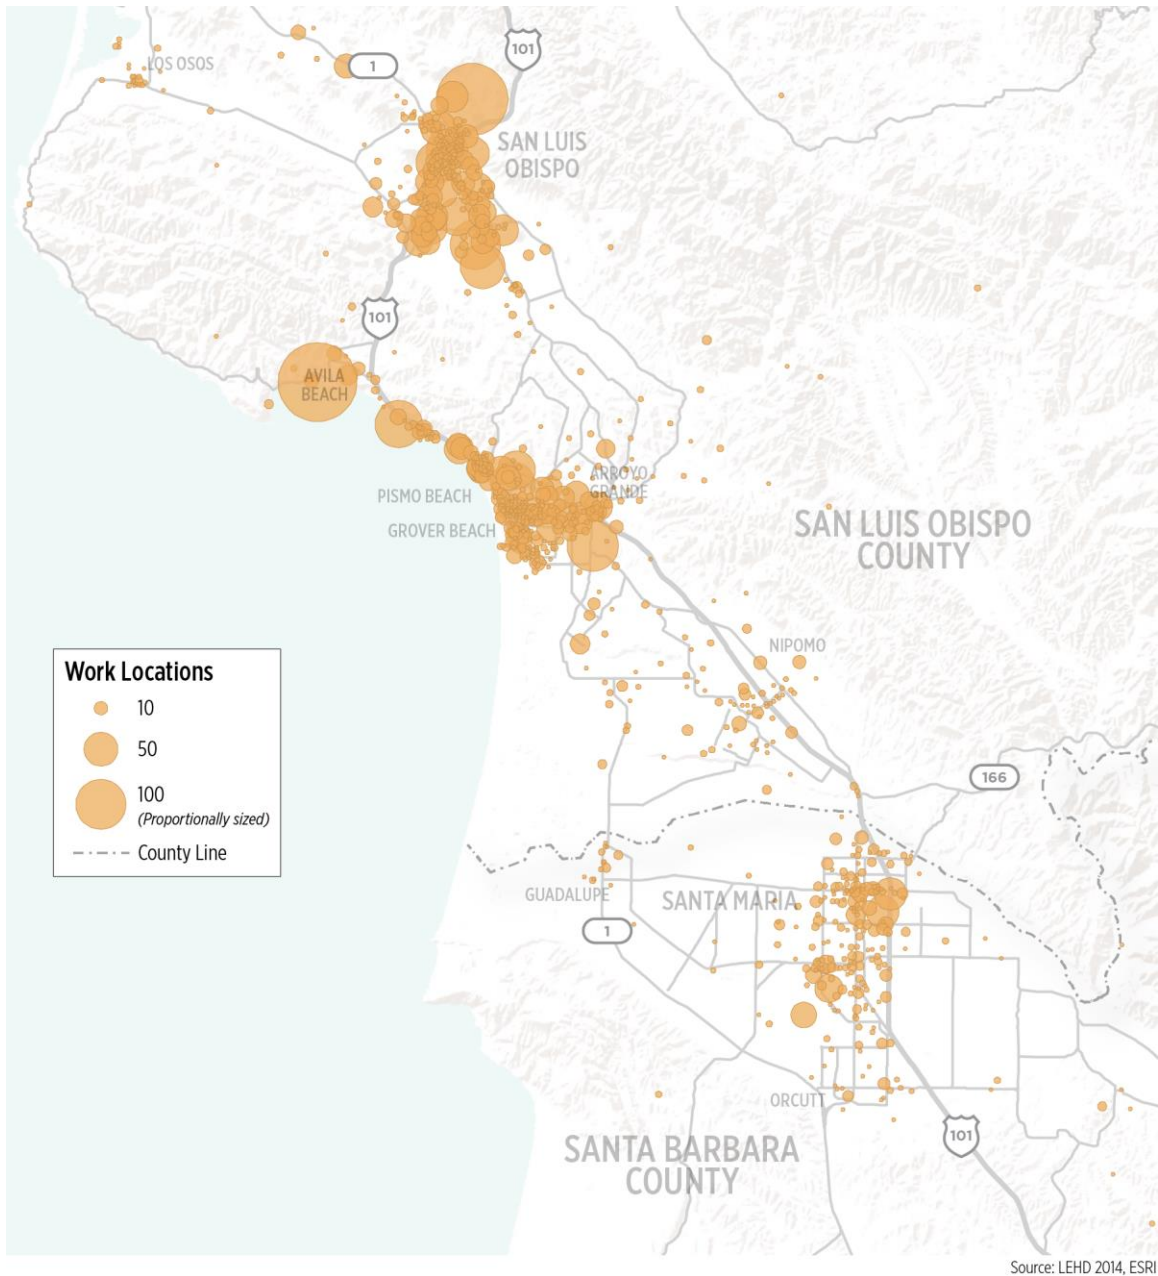 101
1
LOS OSOS
SAN LUIS
OBISPO
101
AVILA
BEACH
ARROYO
GRANDE
PISMO BEACH
GROVER BEACH
SAN LUIS OBISPO
COUNTY
NIPOMO
Work Locations
10
50
100
(Proportionally sized)
County Line
166
GUADALUPE
SANTA MARIA
1
ORCUTT
101
SANTA BARBARA
COUNTY
Source: LEHD 2014, ESRI